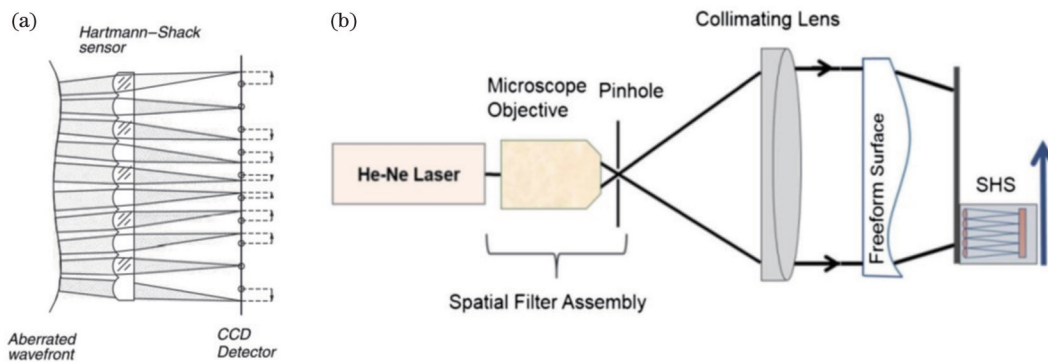 (a)
Hartmann–Shack
sensor
Aberrated
wavefront
CCD
Detector
(b)
Collimating Lens
Microscope
Objective
Pinhole
He-Ne Laser
Freeform Surface
SHS
Spatial Filter Assembly